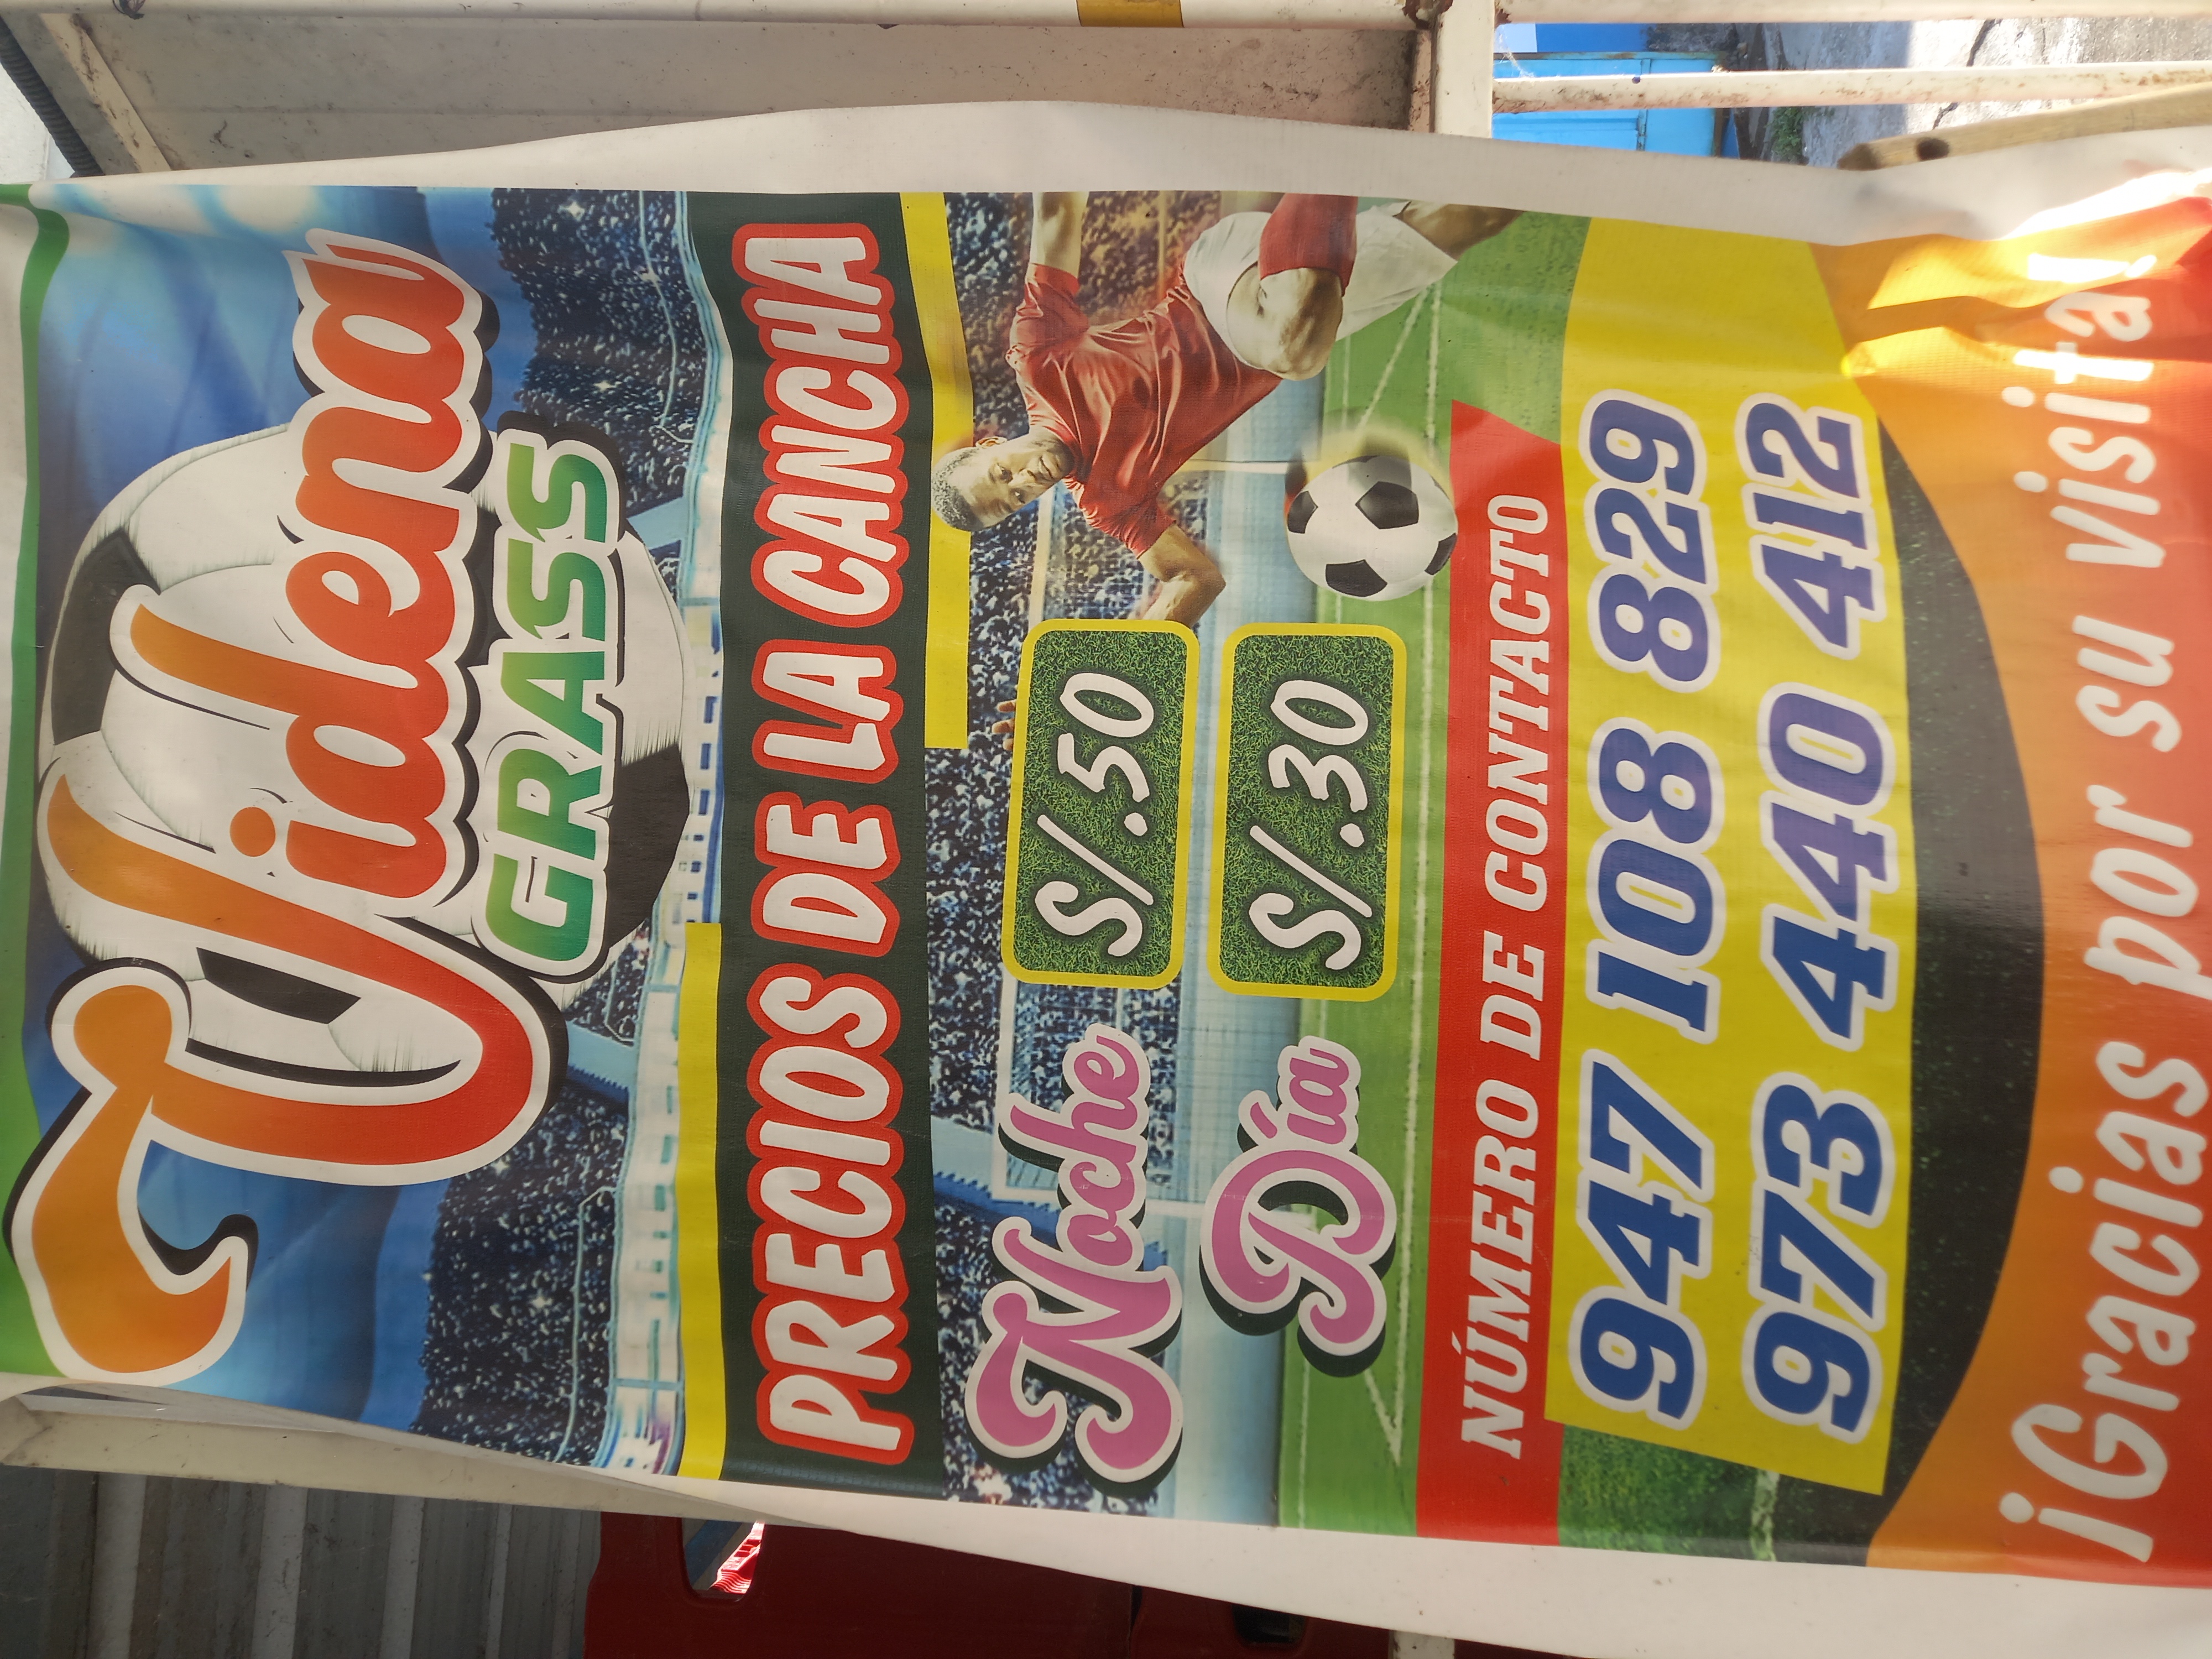 Videna
GRASS
PRECIOS DE LA CANCHA
Noche S/.50
Día S/.30
NÚMERO DE CONTACTO
947 108 829
973 440 412
¡Gracias por su visita!